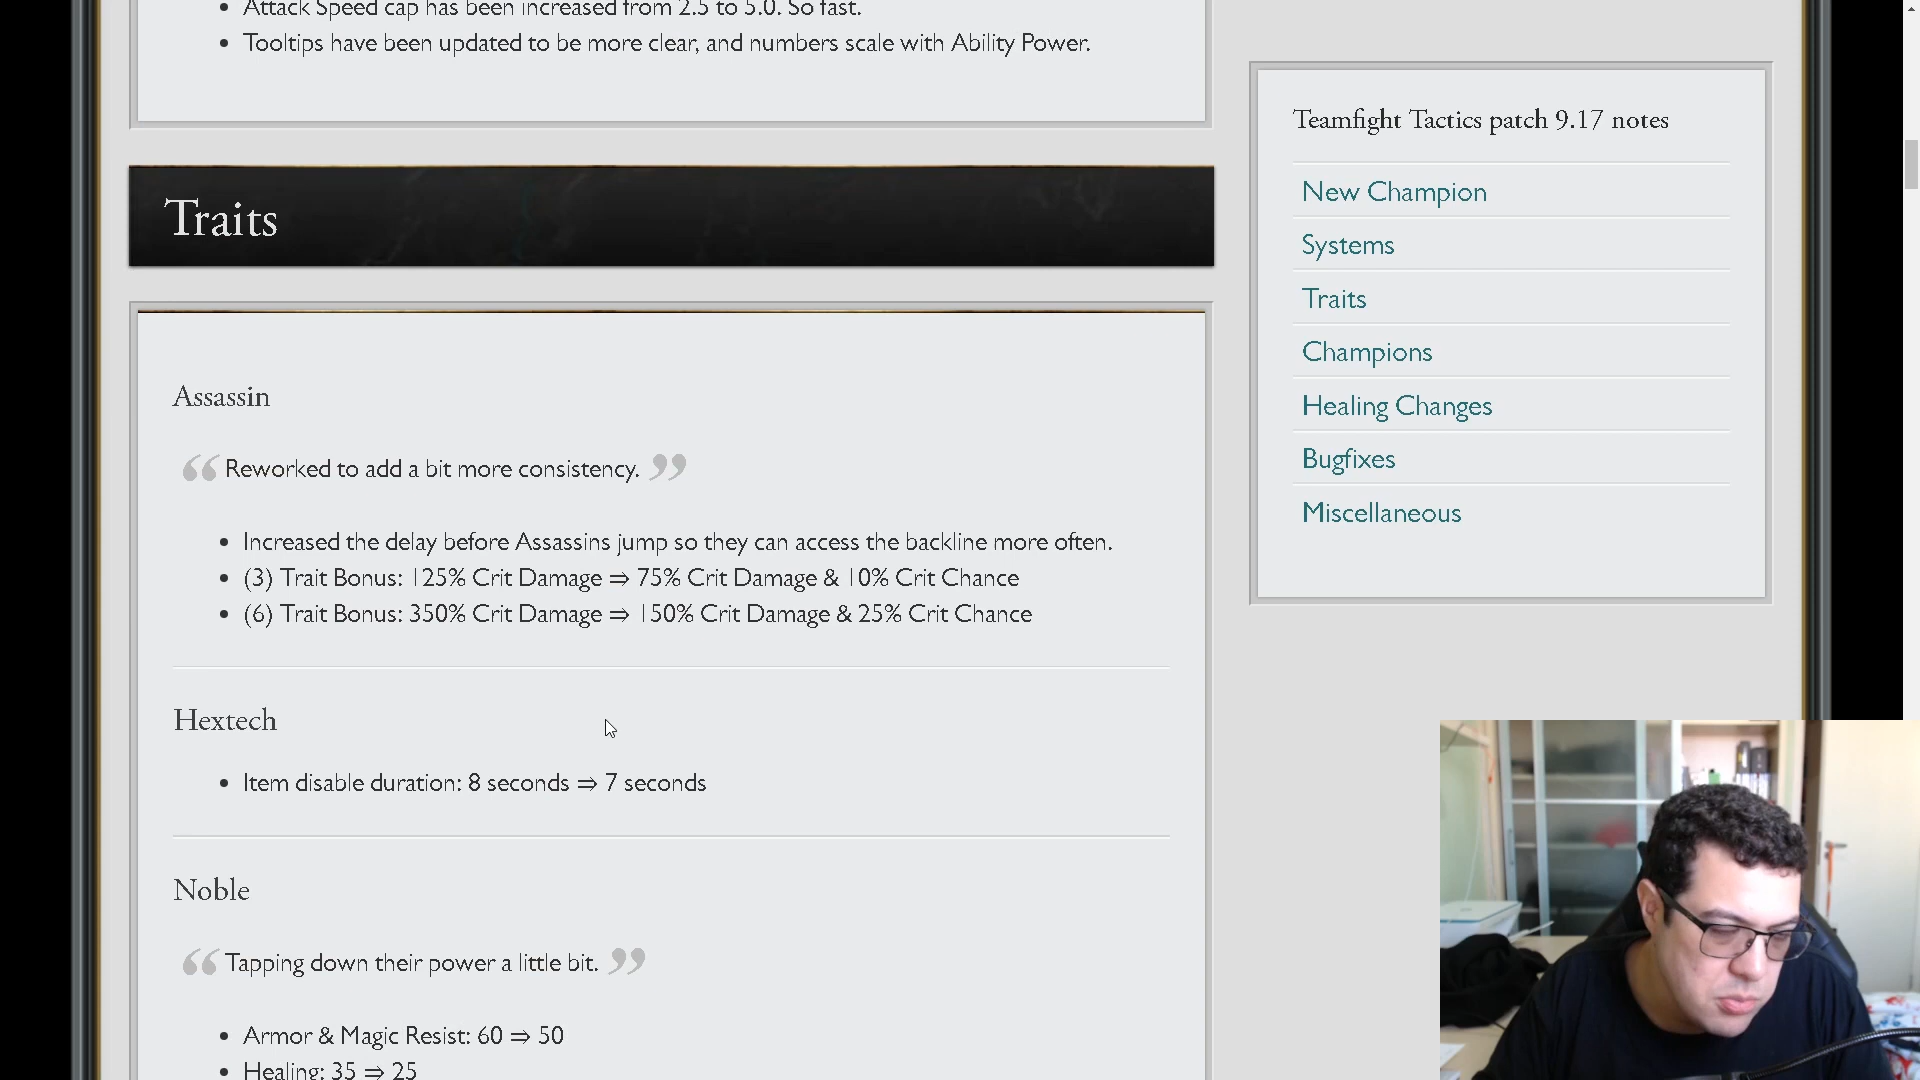 Attack Speed cap has been increased from 2.5 to 5.0. So fast.
Tooltips have been updated to be more clear, and numbers scale with Ability Power.
Traits
Assassin
“ Reworked to add a bit more consistency. ”
Increased the delay before Assassins jump so they can access the backline more often.
(3) Trait Bonus: 125% Crit Damage ⇒ 75% Crit Damage & 10% Crit Chance
(6) Trait Bonus: 350% Crit Damage ⇒ 150% Crit Damage & 25% Crit Chance
Hextech
Item disable duration: 8 seconds ⇒ 7 seconds
Noble
“ Tapping down their power a little bit. ”
Armor & Magic Resist: 60 ⇒ 50
Healing: 35 ⇒ 25
Teamfight Tactics patch 9.17 notes
New Champion
Systems
Traits
Champions
Healing Changes
Bugfixes
Miscellaneous